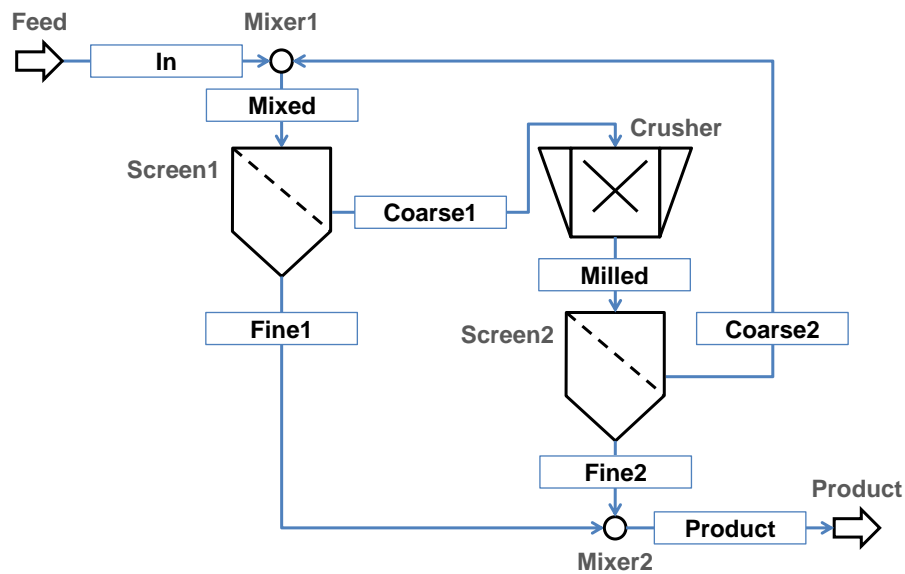 Feed
Mixer1
In
Mixed
Crusher
Screen1
Coarse1
Milled
Fine1
Screen2
Coarse2
Fine2
Product
Product
Mixer2